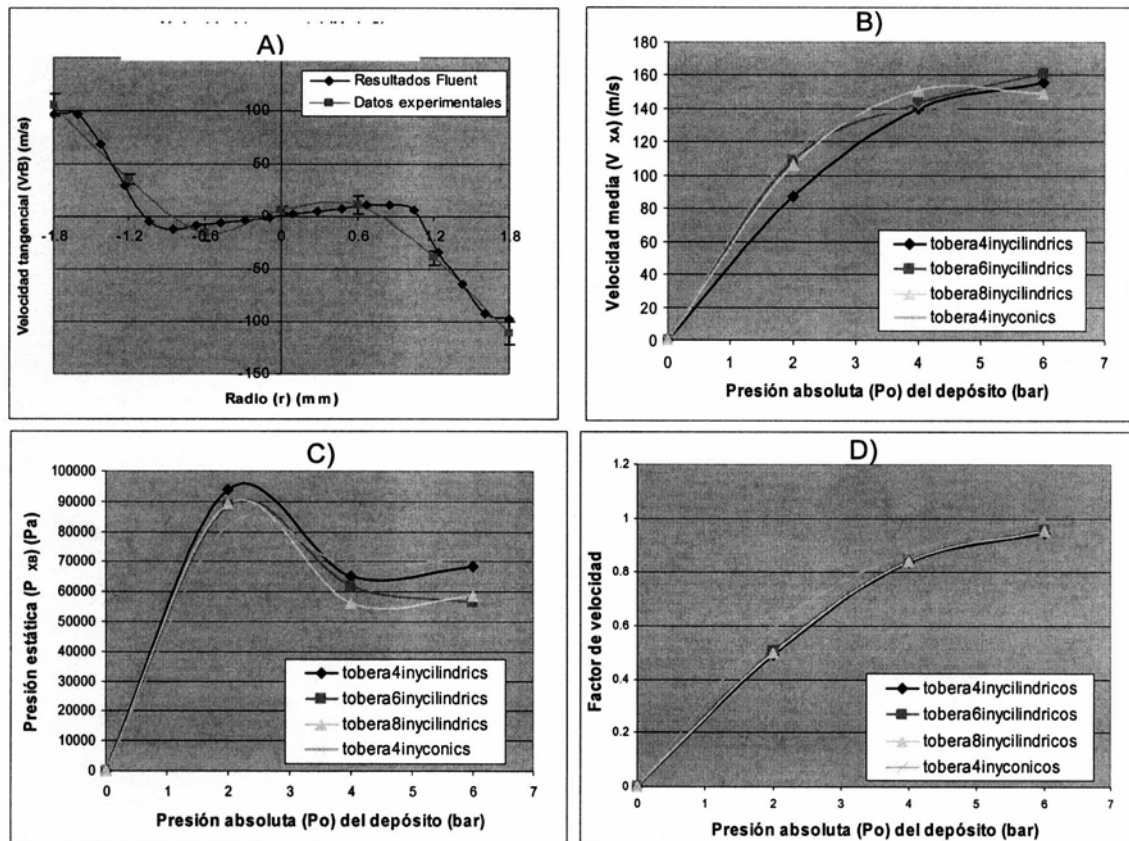 A)
Resultados Fluent
Datos experimentales
Velocidad tangencial (VrB) (m/s)
100
50
0
-50
-100
-150
-1.8
-1.2
-0.6
0
0.6
1.2
1.8
Radio (r) (mm)
B)
Velocidad media (V XA) (m/s)
180
160
140
120
100
80
60
40
20
0
tobera4inycilindrics
tobera6inycilindrics
tobera8inycilindrics
tobera4inyconics
0 1 2 3 4 5 6 7
Presión absoluta (Po) del depósito (bar)
C)
Presión estática (P XB) (Pa)
100000
90000
80000
70000
60000
50000
40000
30000
20000
10000
0
tobera4inycilindrics
tobera6inycilindrics
tobera8inycilindrics
tobera4inyconics
0 1 2 3 4 5 6 7
Presión absoluta (Po) del depósito (bar)
D)
Factor de velocidad
1.2
1
0.8
0.6
0.4
0.2
0
tobera4inycilindricos
tobera6inycilindricos
tobera8inycilindricos
tobera4inyconicos
0 1 2 3 4 5 6 7
Presión absoluta (Po) del depósito (bar)